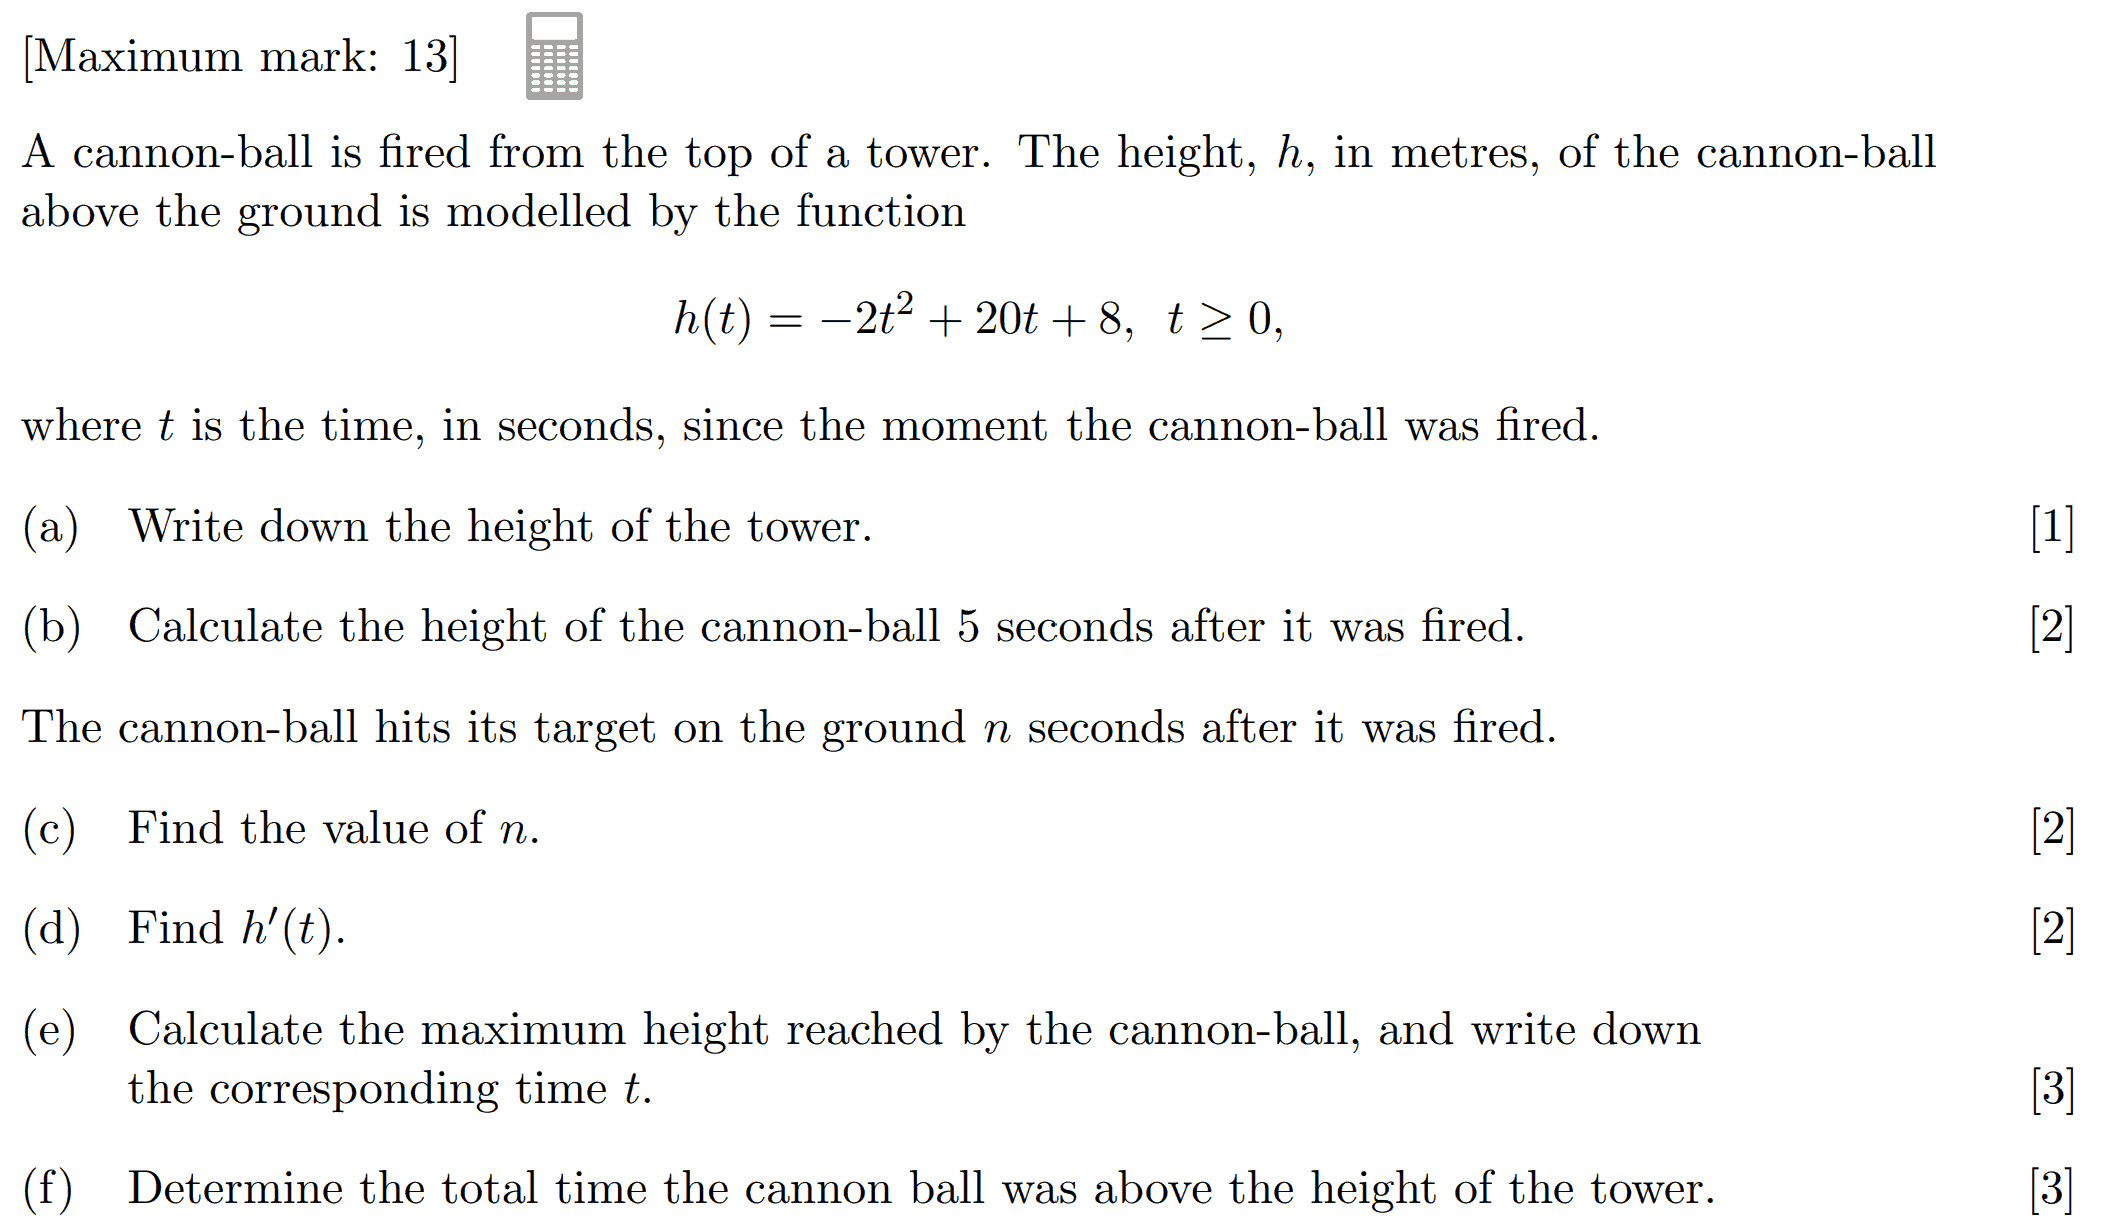 [Maximum mark: 13]
A cannon-ball is fired from the top of a tower. The height, h, in metres, of the cannon-ball
above the ground is modelled by the function
h(t) = −2t² + 20t + 8, t ≥ 0,
where t is the time, in seconds, since the moment the cannon-ball was fired.
(a) Write down the height of the tower. [1]
(b) Calculate the height of the cannon-ball 5 seconds after it was fired. [2]
The cannon-ball hits its target on the ground n seconds after it was fired.
(c) Find the value of n. [2]
(d) Find h′(t). [2]
(e) Calculate the maximum height reached by the cannon-ball, and write down
the corresponding time t. [3]
(f) Determine the total time the cannon ball was above the height of the tower. [3]